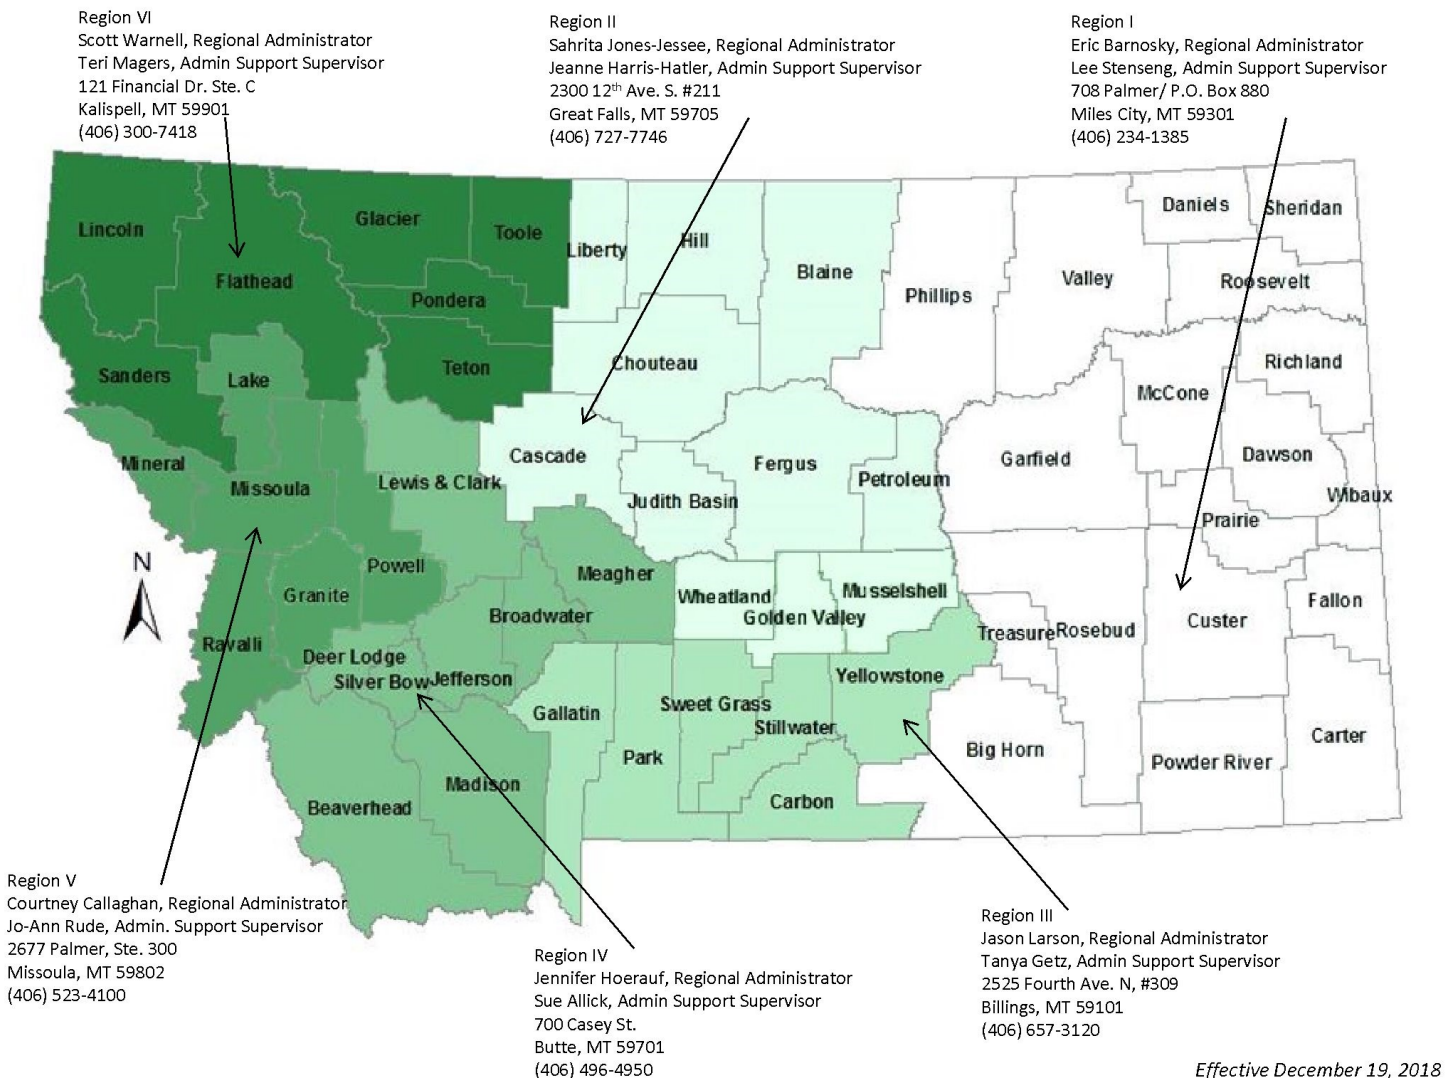 Region VI
Scott Warnell, Regional Administrator
Teri Magers, Admin Support Supervisor
121 Financial Dr. Ste. C
Kalispell, MT 59901
(406) 300-7418
Region II
Sahrita Jones-Jessee, Regional Administrator
Jeanne Harris-Hatler, Admin Support Supervisor
2300 12th Ave. S. #211
Great Falls, MT 59705
(406) 727-7746
Region I
Eric Barnosky, Regional Administrator
Lee Stenseng, Admin Support Supervisor
708 Palmer/ P.O. Box 880
Miles City, MT 59301
(406) 234-1385
Lincoln
Flathead
Glacier
Toole
Liberty
Hill
Blaine
Phillips
Valley
Daniels
Sheridan
Roosevelt
Pondera
Teton
Chouteau
Sanders
Lake
McCone
Richland
Mineral
Missoula
Lewis & Clark
Cascade
Judith Basin
Fergus
Petroleum
Garfield
Dawson
Wibaux
Prairie
N
Powell
Granite
Meagher
Broadwater
Wheatland
Golden Valley
Musselshell
Treasure
Rosebud
Custer
Fallon
Ravalli
Deer Lodge
Silver Bow
Jefferson
Gallatin
Park
Sweet Grass
Stillwater
Yellowstone
Big Horn
Powder River
Carter
Beaverhead
Madison
Carbon
Region V
Courtney Callaghan, Regional Administrator
Jo-Ann Rude, Admin. Support Supervisor
2677 Palmer, Ste. 300
Missoula, MT 59802
(406) 523-4100
Region IV
Jennifer Hoerauf, Regional Administrator
Sue Allick, Admin Support Supervisor
700 Casey St.
Butte, MT 59701
(406) 496-4950
Region III
Jason Larson, Regional Administrator
Tanya Getz, Admin Support Supervisor
2525 Fourth Ave. N, #309
Billings, MT 59101
(406) 657-3120
Effective December 19, 2018